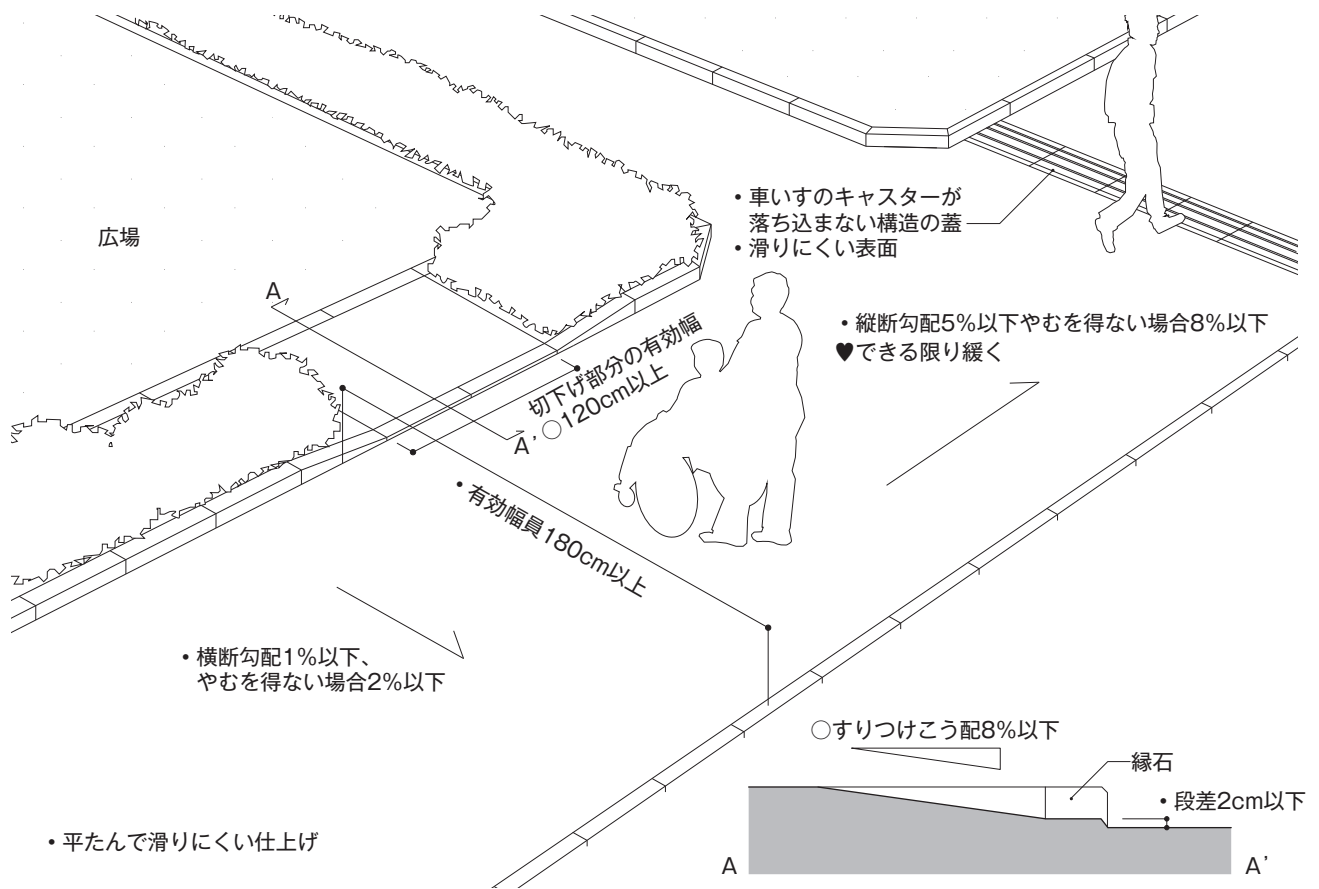 ・車いすのキャスターが
落ち込まない構造の蓋
・滑りにくい表面
広場
A
・縦断勾配5%以下やむを得ない場合8%以下
♥できる限り緩く
切下げ部分の有効幅
○120cm以上
A'
・有効幅員180cm以上
・横断勾配1%以下、
やむを得ない場合2%以下
○すりつけこう配8%以下
縁石
・段差2cm以下
・平たんで滑りにくい仕上げ
A
A'